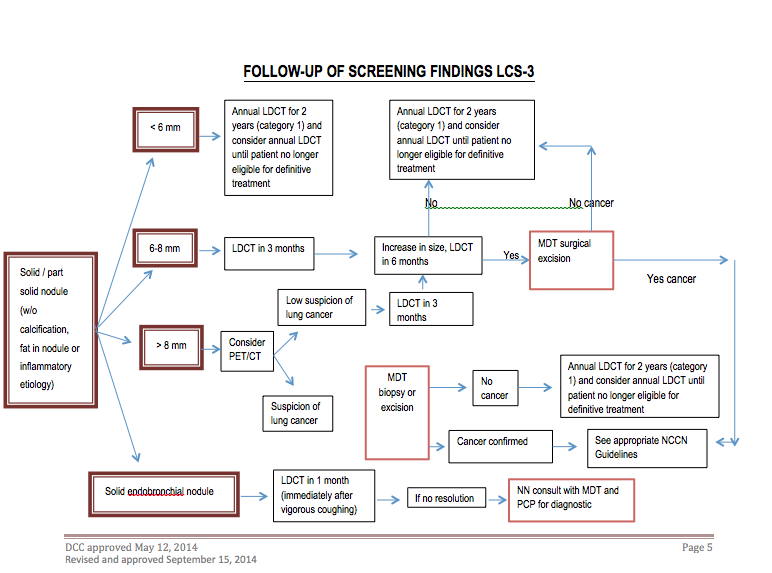 FOLLOW-UP OF SCREENING FINDINGS LCS-3
< 6 mm
Annual LDCT for 2
years (category 1) and
consider annual LDCT
until patient no longer
eligible for definitive
treatment
Annual LDCT for 2 years
(category 1) and consider
annual LDCT until patient no
longer eligible for definitive
treatment
No
No cancer
6-8 mm
LDCT in 3 months
Increase in size, LDCT
in 6 months
Yes
MDT surgical
excision
Yes cancer
Solid / part
solid nodule
(w/o
calcification,
fat in nodule or
inflammatory
etiology)
Low suspicion of
lung cancer
LDCT in 3
months
> 8 mm
Consider
PET/CT
Suspicion of
lung cancer
MDT
biopsy or
excision
No
cancer
Annual LDCT for 2 years (category
1) and consider annual LDCT until
patient no longer eligible for
definitive treatment
Cancer confirmed
See appropriate NCCN
Guidelines
Solid endobronchial nodule
LDCT in 1 month
(immediately after
vigorous coughing)
If no resolution
NN consult with MDT and
PCP for diagnostic
DCC approved May 12, 2014
Page 5
Revised and approved September 15, 2014